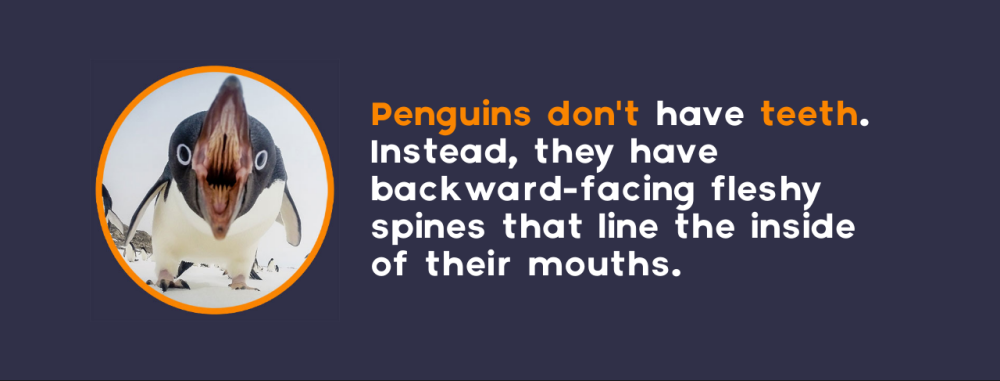 Penguins don't have teeth.
Instead, they have
backward-facing fleshy
spines that line the inside
of their mouths.